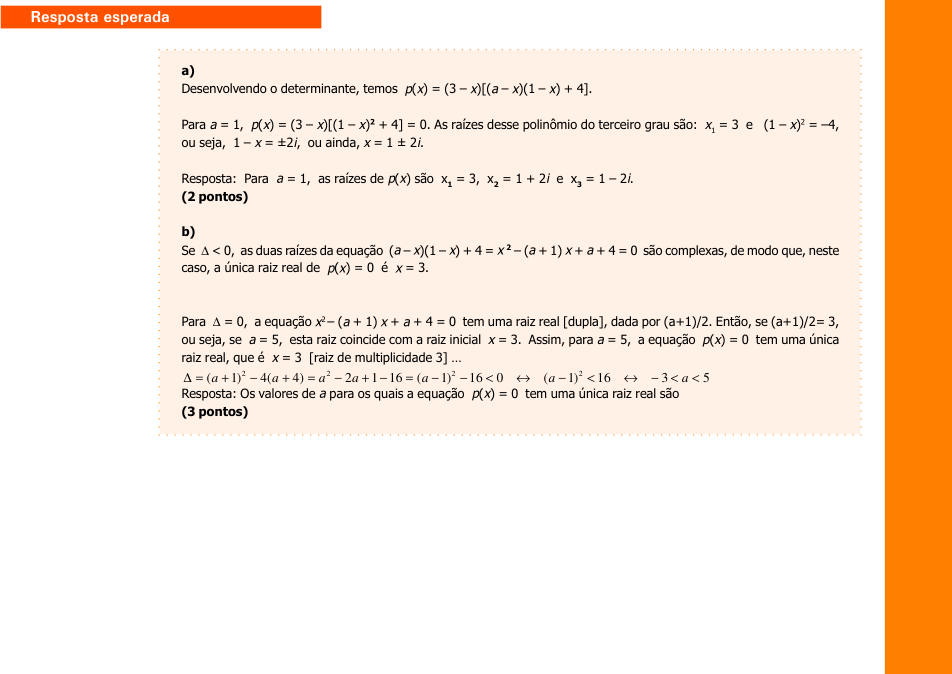 Resposta esperada
a)
Desenvolvendo o determinante, temos p(x) = (3 – x)[(a – x)(1 – x) + 4].
Para a = 1, p(x) = (3 – x)[(1 – x)² + 4] = 0. As raízes desse polinômio do terceiro grau são: x₁ = 3 e (1 – x)² = –4,
ou seja, 1 – x = ±2i, ou ainda, x = 1 ± 2i.
Resposta: Para a = 1, as raízes de p(x) são x₁ = 3, x₂ = 1 + 2i e x₃ = 1 – 2i.
(2 pontos)
b)
Se Δ < 0, as duas raízes da equação (a – x)(1 – x) + 4 = x² – (a + 1) x + a + 4 = 0 são complexas, de modo que, neste
caso, a única raiz real de p(x) = 0 é x = 3.
Para Δ = 0, a equação x² – (a + 1) x + a + 4 = 0 tem uma raiz real [dupla], dada por (a+1)/2. Então, se (a+1)/2= 3,
ou seja, se a = 5, esta raiz coincide com a raiz inicial x = 3. Assim, para a = 5, a equação p(x) = 0 tem uma única
raiz real, que é x = 3 [raiz de multiplicidade 3] ...
Δ = (a + 1)² – 4(a + 4) = a² – 2a + 1 – 16 = (a – 1)² – 16 < 0 ↔ (a – 1)² < 16 ↔ – 3 < a < 5
Resposta: Os valores de a para os quais a equação p(x) = 0 tem uma única raiz real são
(3 pontos)